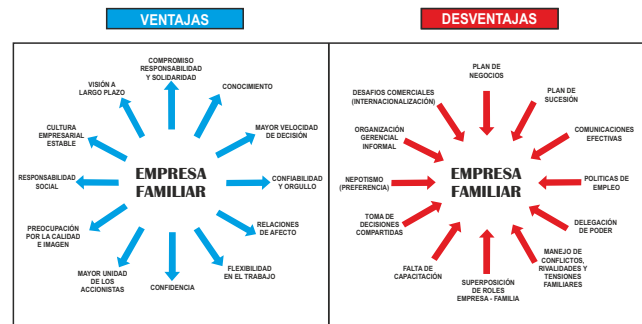 VENTAJAS
COMPROMISO
RESPONSABILIDAD
Y SOLIDARIDAD
CONOCIMIENTO
MAYOR VELOCIDAD
DE DECISIÓN
CONFIABILIDAD
Y ORGULLO
RELACIONES
DE AFECTO
FLEXIBILIDAD
EN EL TRABAJO
CONFIDENCIA
MAYOR UNIDAD
DE LOS
ACCIONISTAS
PREOCUPACIÓN
POR LA CALIDAD
E IMAGEN
RESPONSABILIDAD
SOCIAL
CULTURA
EMPRESARIAL
ESTABLE
VISIÓN A
LARGO PLAZO
EMPRESA
FAMILIAR
DESVENTAJAS
PLAN DE
NEGOCIOS
PLAN DE
SUCESIÓN
COMUNICACIONES
EFECTIVAS
POLITICAS DE
EMPLEO
DELEGACIÓN
DE PODER
MANEJO DE
CONFLICTOS,
RIVALIDADES Y
TENSIONES
FAMILIARES
SUPERPOSICIÓN
DE ROLES
EMPRESA - FAMILIA
FALTA DE
CAPACITACIÓN
TOMA DE
DECISIONES
COMPARTIDAS
NEPOTISMO
(PREFERENCIA)
ORGANIZACIÓN
GERENCIAL
INFORMAL
DESAFIOS COMERCIALES
(INTERNACIONALIZACIÓN)
EMPRESA
FAMILIAR